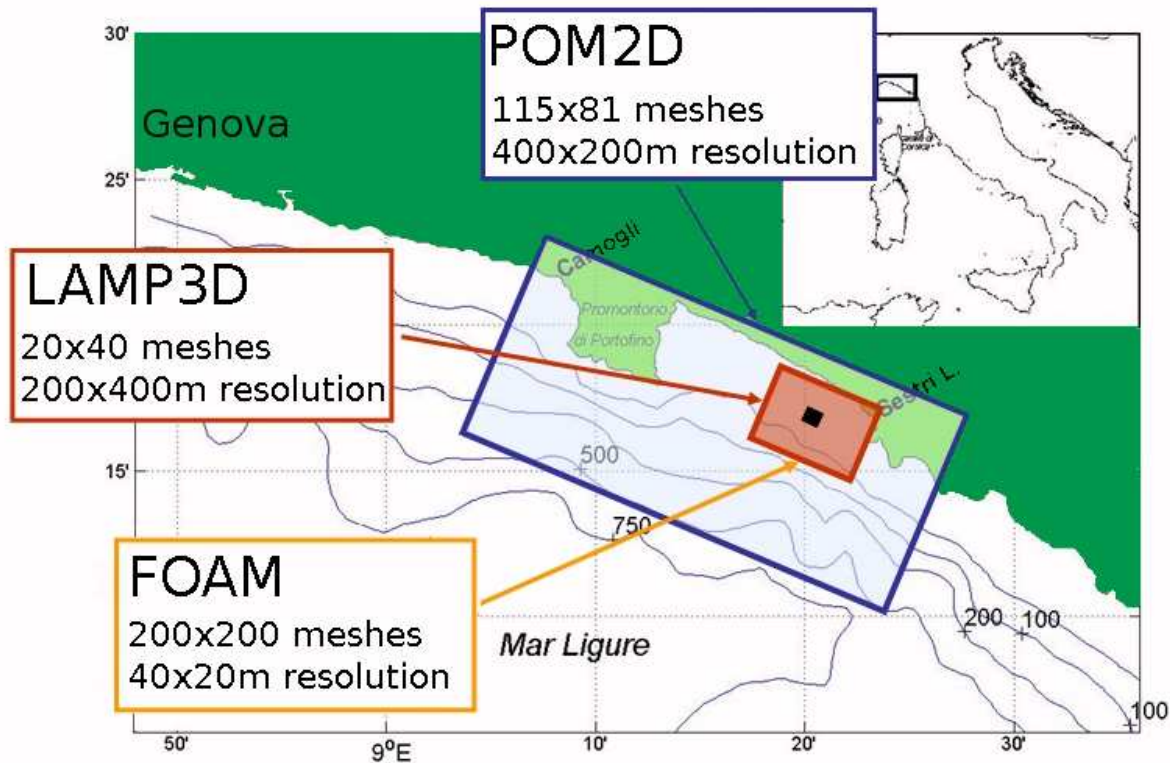 30'
POM2D
115x81 meshes
400x200m resolution
Genova
25'
Camogli
LAMP3D
20x40 meshes
200x400m resolution
Promontorio
di Portofino
Sestri L.
15'
500
750
FOAM
200x200 meshes
40x20m resolution
Mar Ligure
200
100
100
50'
9°E
10'
20'
30'